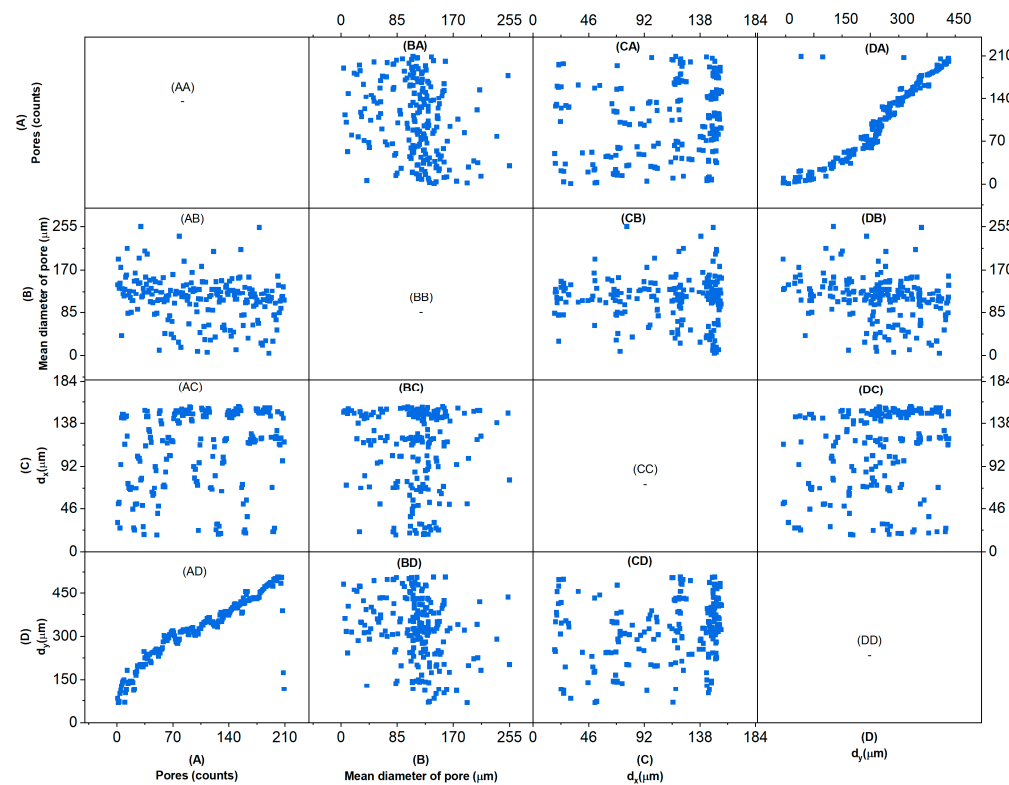 0 85 170 255 0 46 92 138 184 0 150 300 450
(A)
Pores (counts)
(AA)
-
(BA)
(CA)
(DA)
210
140
70
0
(B)
Mean diameter of pore (μm)
255
170
85
0
(AB)
(BB)
-
(CB)
(DB)
255
170
85
0
(C)
dx(μm)
184
138
92
46
0
(AC)
(BC)
(CC)
-
(DC)
184
138
92
46
0
(D)
dy(μm)
450
300
150
0
(AD)
(BD)
(CD)
(DD)
-
0 70 140 210 0 85 170 255 0 46 92 138 184
(A)
Pores (counts)
(B)
Mean diameter of pore (μm)
(C)
dx(μm)
(D)
dy(μm)